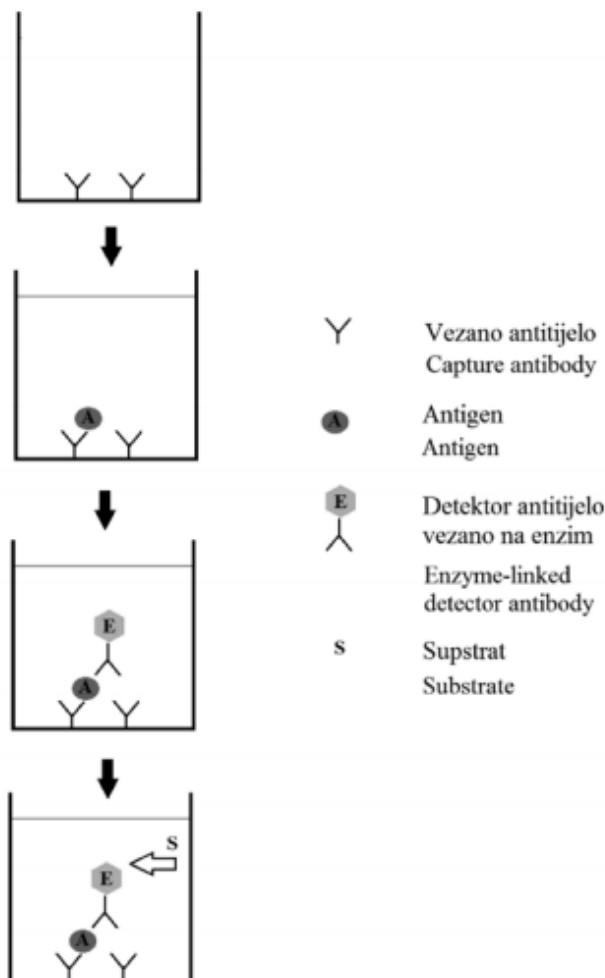 A
E
A
S
E
A
Y Vezano antitijelo
Capture antibody
A Antigen
Antigen
E Detektor antitijelo
vezano na enzim
Enzyme-linked
detector antibody
S Supstrat
Substrate